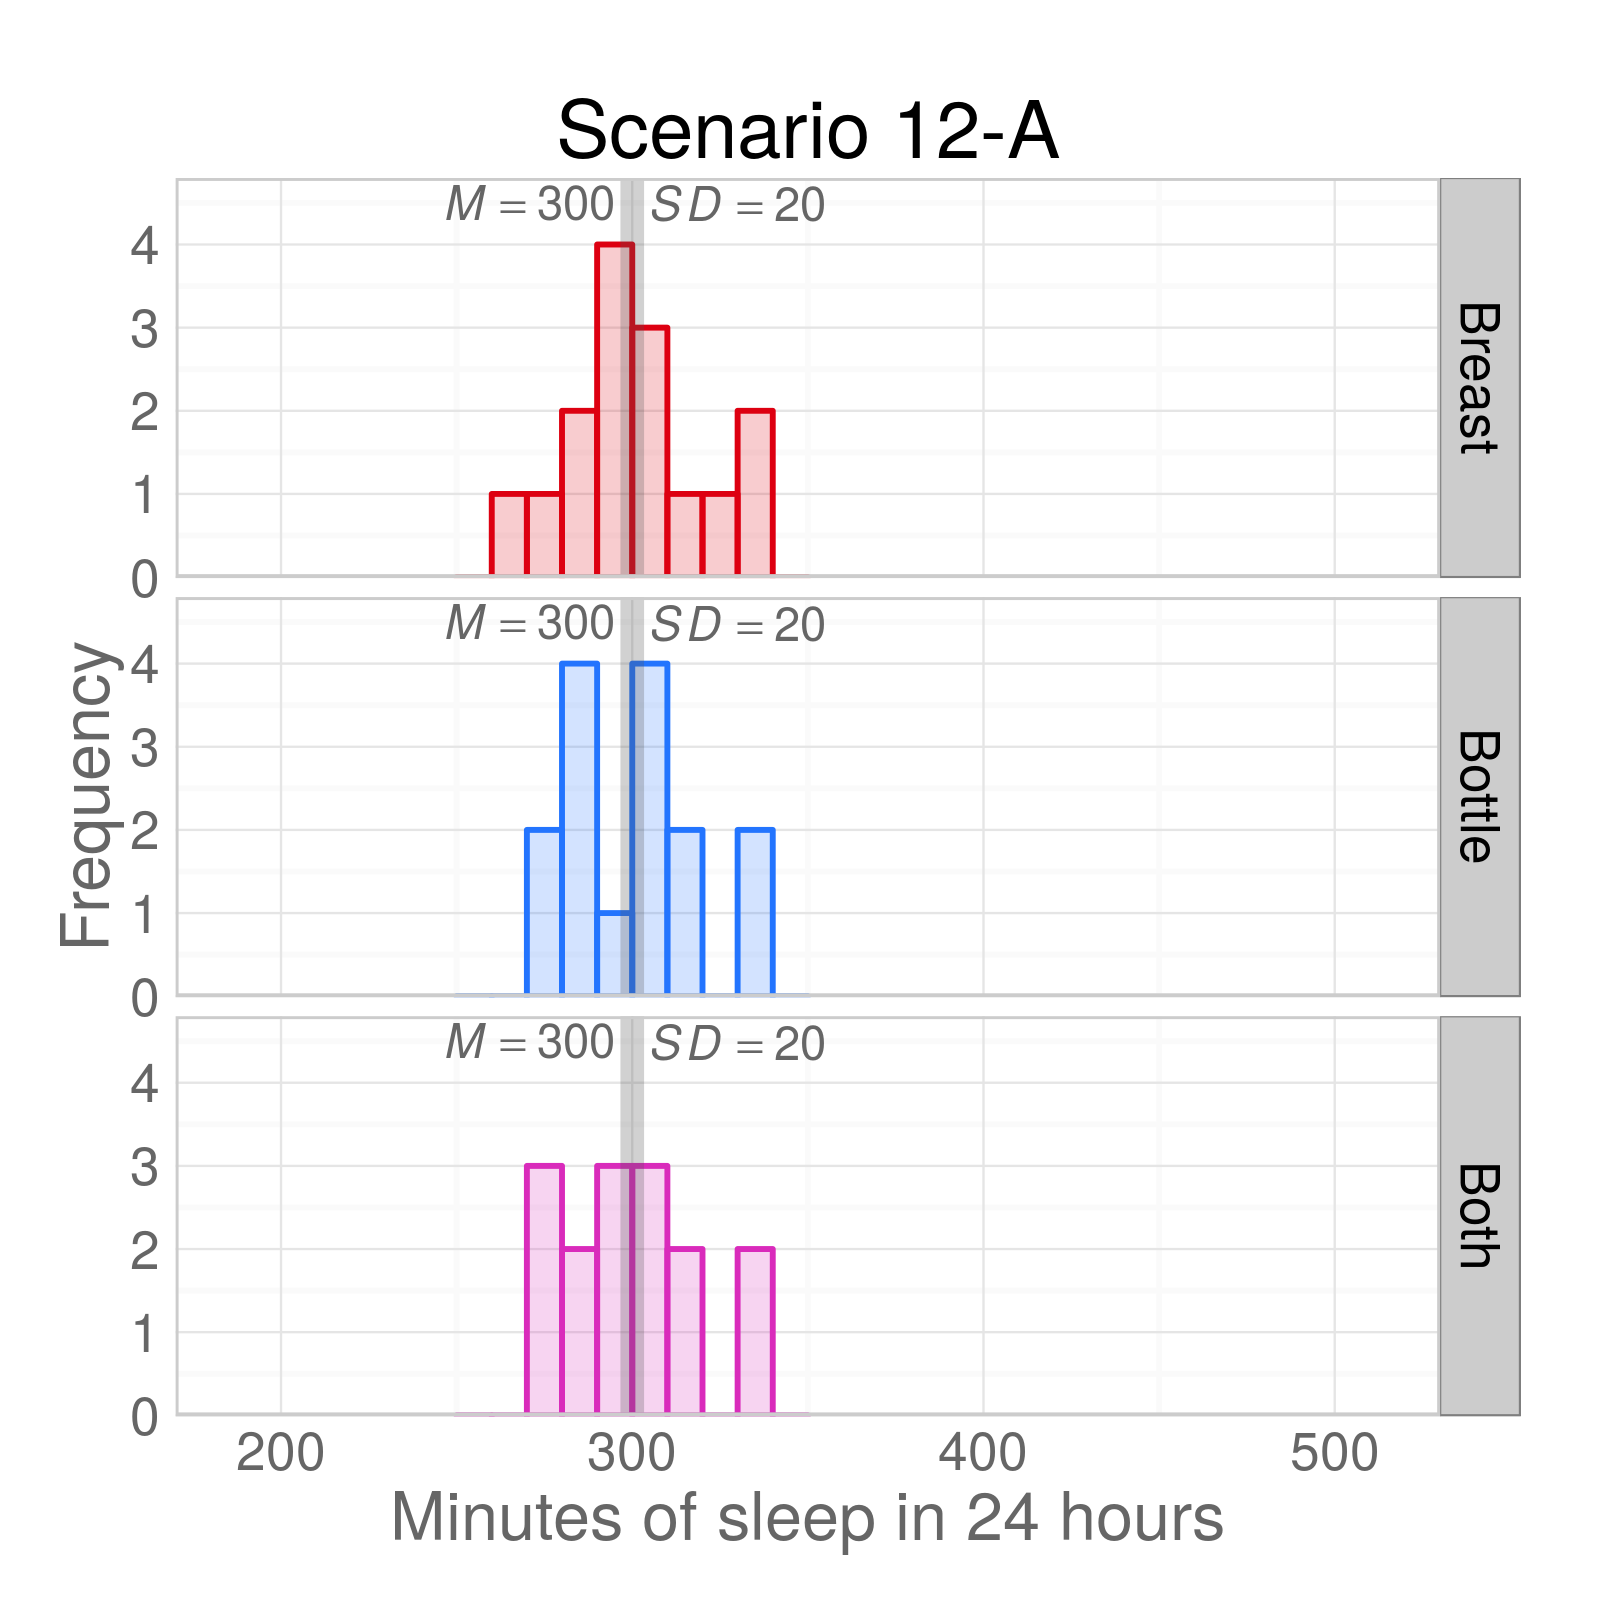 Scenario 12-A
M = 300 SD = 20
4
3
2
1
0
Breast
M = 300 SD = 20
4
3
2
1
0
Bottle
M = 300 SD = 20
4
3
2
1
0
Both
Frequency
200 300 400 500
Minutes of sleep in 24 hours